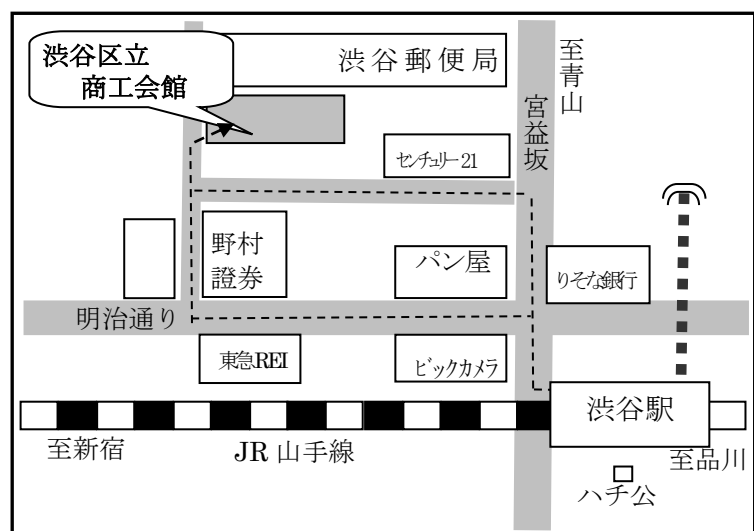 渋谷区立
商工会館
渋谷郵便局
至青山
宮益坂
センチュリー21
野村
證券
パン屋
りそな銀行
明治通り
東急REI
ビックカメラ
渋谷駅
至新宿
JR 山手線
至品川
ハチ公